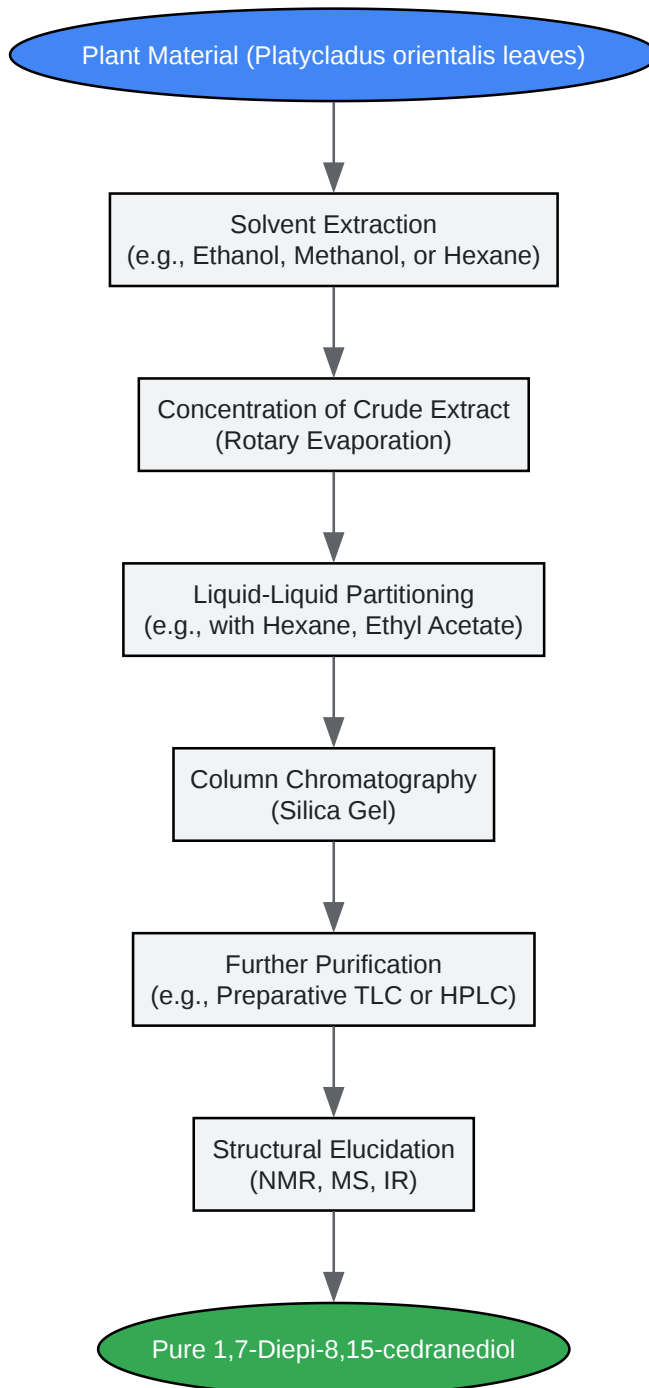 Plant Material (Platycladus orientalis leaves)
Solvent Extraction
(e.g., Ethanol, Methanol, or Hexane)
Concentration of Crude Extract
(Rotary Evaporation)
Liquid-Liquid Partitioning
(e.g., with Hexane, Ethyl Acetate)
Column Chromatography
(Silica Gel)
Further Purification
(e.g., Preparative TLC or HPLC)
Structural Elucidation
(NMR, MS, IR)
Pure 1,7-Diepi-8,15-cedranediol